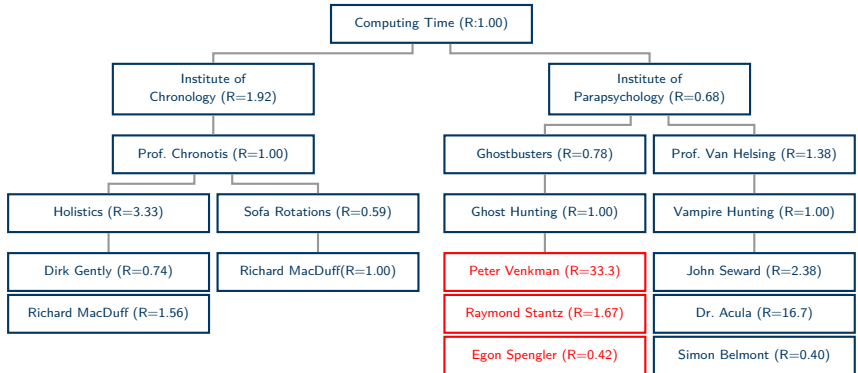 Computing Time (R:1.00)
Institute of
Chronology (R=1.92)
Institute of
Parapsychology (R=0.68)
Prof. Chronotis (R=1.00)
Ghostbusters (R=0.78)
Prof. Van Helsing (R=1.38)
Holistics (R=3.33)
Sofa Rotations (R=0.59)
Ghost Hunting (R=1.00)
Vampire Hunting (R=1.00)
Dirk Gently (R=0.74)
Richard MacDuff(R=1.00)
Peter Venkman (R=33.3)
John Seward (R=2.38)
Richard MacDuff (R=1.56)
Raymond Stantz (R=1.67)
Dr. Acula (R=16.7)
Egon Spengler (R=0.42)
Simon Belmont (R=0.40)